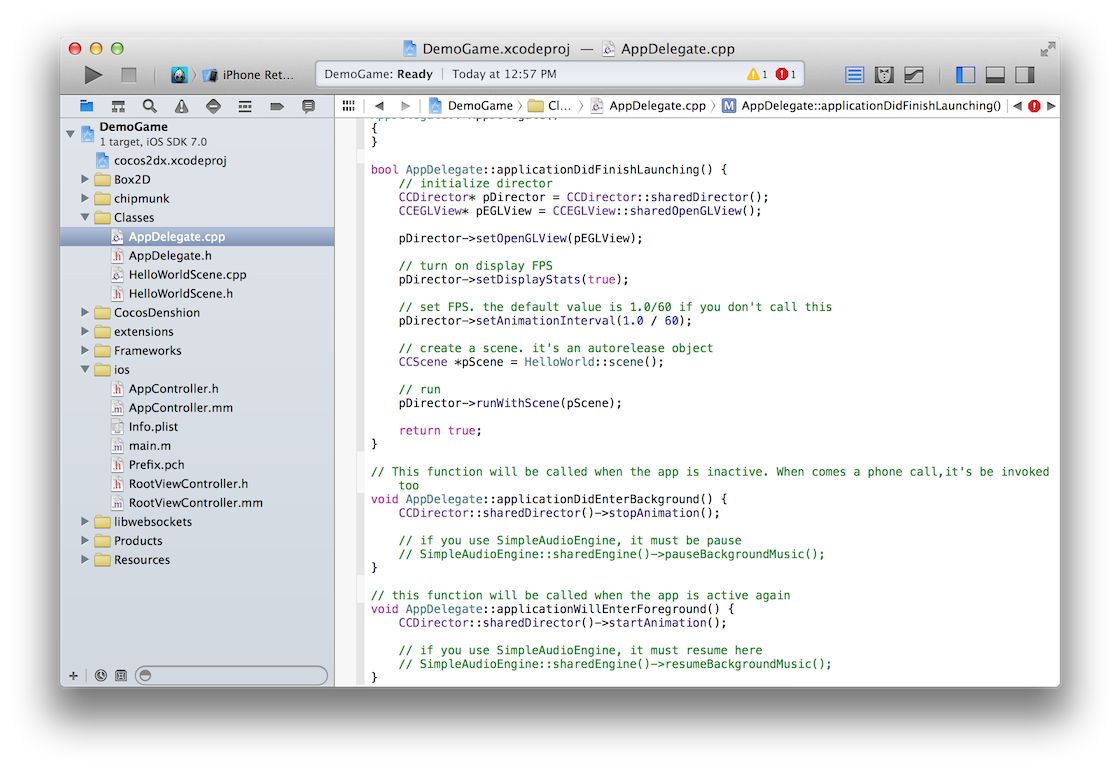 DemoGame.xcodeproj — AppDelegate.cpp
iPhone Ret...
DemoGame: Ready | Today at 12:57 PM
1 1
DemoGame Cl... AppDelegate.cpp M AppDelegate::applicationDidFinishLaunching()
DemoGame
1 target, iOS SDK 7.0
cocos2dx.xcodeproj
Box2D
chipmunk
Classes
AppDelegate.cpp
AppDelegate.h
HelloWorldScene.cpp
HelloWorldScene.h
CocosDenshion
extensions
Frameworks
ios
AppController.h
AppController.mm
Info.plist
main.m
Prefix.pch
RootViewController.h
RootViewController.mm
libwebsockets
Products
Resources
{
}
bool AppDelegate::applicationDidFinishLaunching() {
// initialize director
CCDirector* pDirector = CCDirector::sharedDirector();
CCEGLView* pEGLView = CCEGLView::sharedOpenGLView();
pDirector->setOpenGLView(pEGLView);
// turn on display FPS
pDirector->setDisplayStats(true);
// set FPS. the default value is 1.0/60 if you don't call this
pDirector->setAnimationInterval(1.0 / 60);
// create a scene. it's an autorelease object
CCScene *pScene = HelloWorld::scene();
// run
pDirector->runWithScene(pScene);
return true;
}
// This function will be called when the app is inactive. When comes a phone call,it's be invoked
too
void AppDelegate::applicationDidEnterBackground() {
CCDirector::sharedDirector()->stopAnimation();
// if you use SimpleAudioEngine, it must be pause
// SimpleAudioEngine::sharedEngine()->pauseBackgroundMusic();
}
// this function will be called when the app is active again
void AppDelegate::applicationWillEnterForeground() {
CCDirector::sharedDirector()->startAnimation();
// if you use SimpleAudioEngine, it must resume here
// SimpleAudioEngine::sharedEngine()->resumeBackgroundMusic();
}